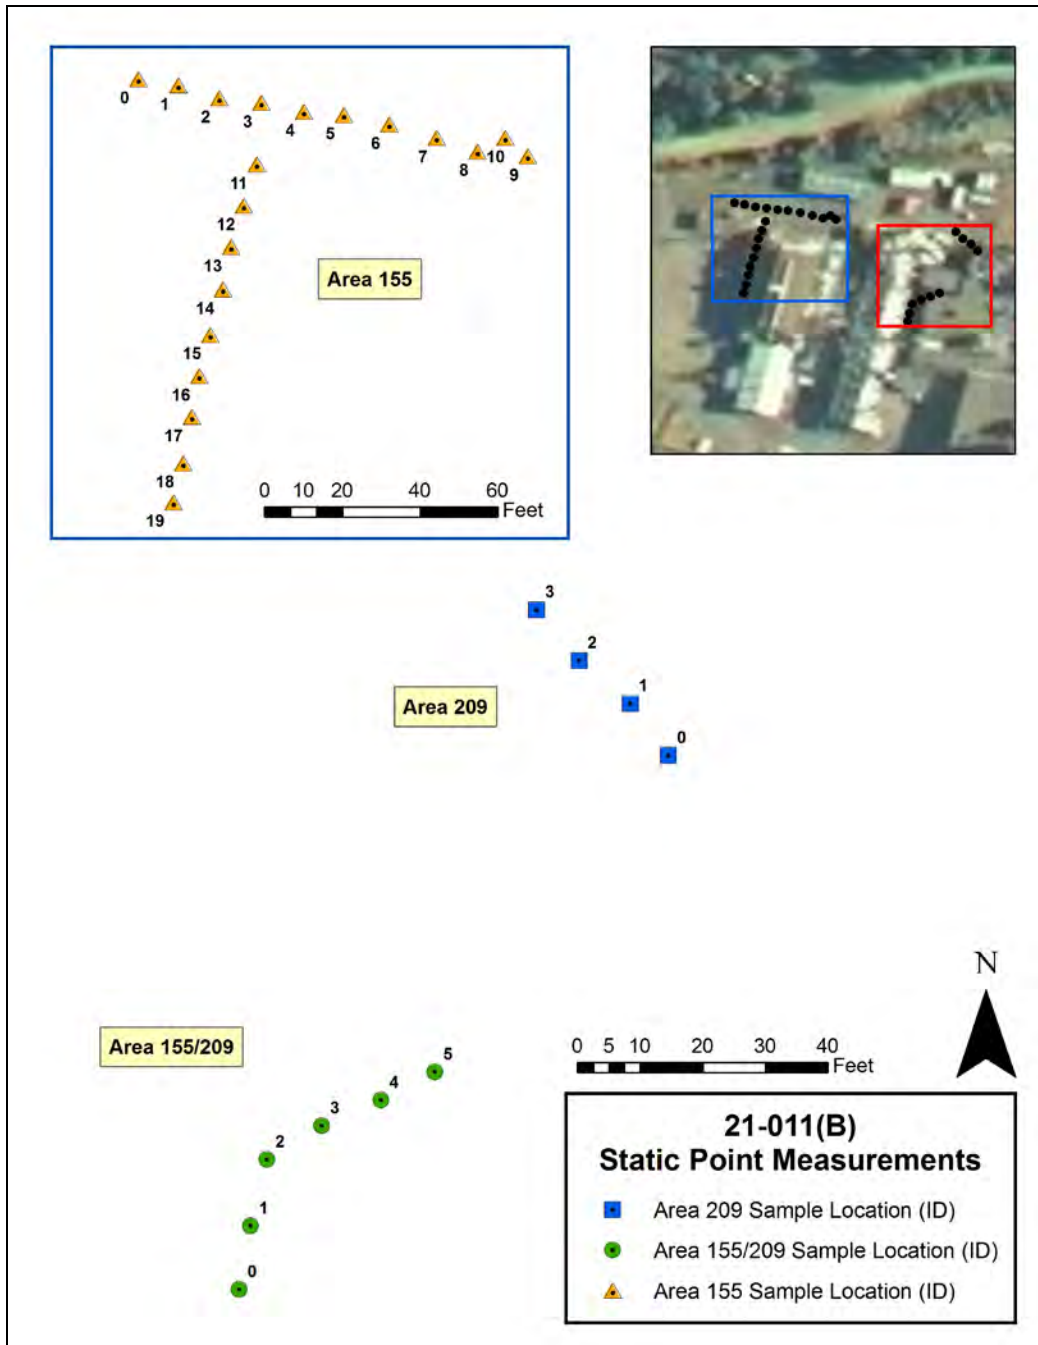 0
1
2
3
4
5
6
7
8
10
9
11
12
13
14
15
16
17
18
19
Area 155
0 10 20 40 60
Feet
3
2
1
0
Area 209
Area 155/209
5
4
3
2
1
0
N
0 5 10 20 30 40
Feet
21-011(B)
Static Point Measurements
Area 209 Sample Location (ID)
Area 155/209 Sample Location (ID)
Area 155 Sample Location (ID)